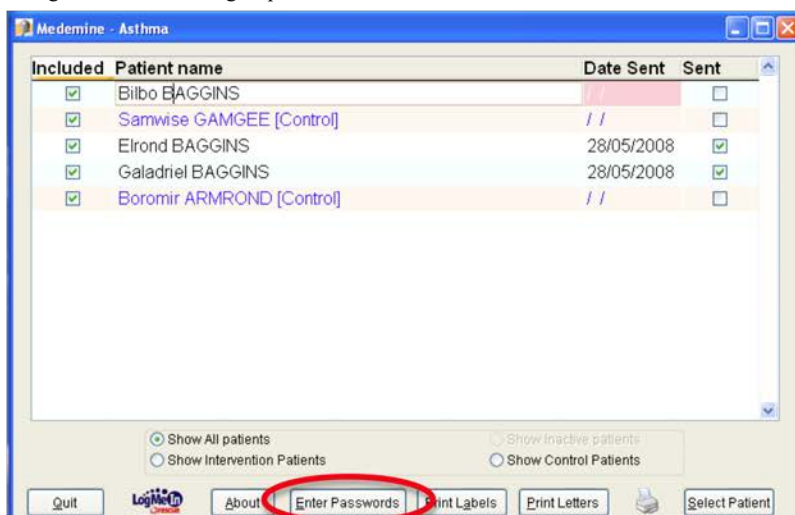 Medemine - Asthma
Included Patient name Date Sent Sent
Bilbo BAGGINS / /
Samwise GAMGEE [Control] / /
Elrond BAGGINS 28/05/2008
Galadriel BAGGINS 28/05/2008
Boromir ARMROND [Control] / /
Show All patients Show Inactive patients
Show Intervention Patients Show Control Patients
Quit LogMeIn Rescue About Enter Passwords Print Labels Print Letters Select Patient